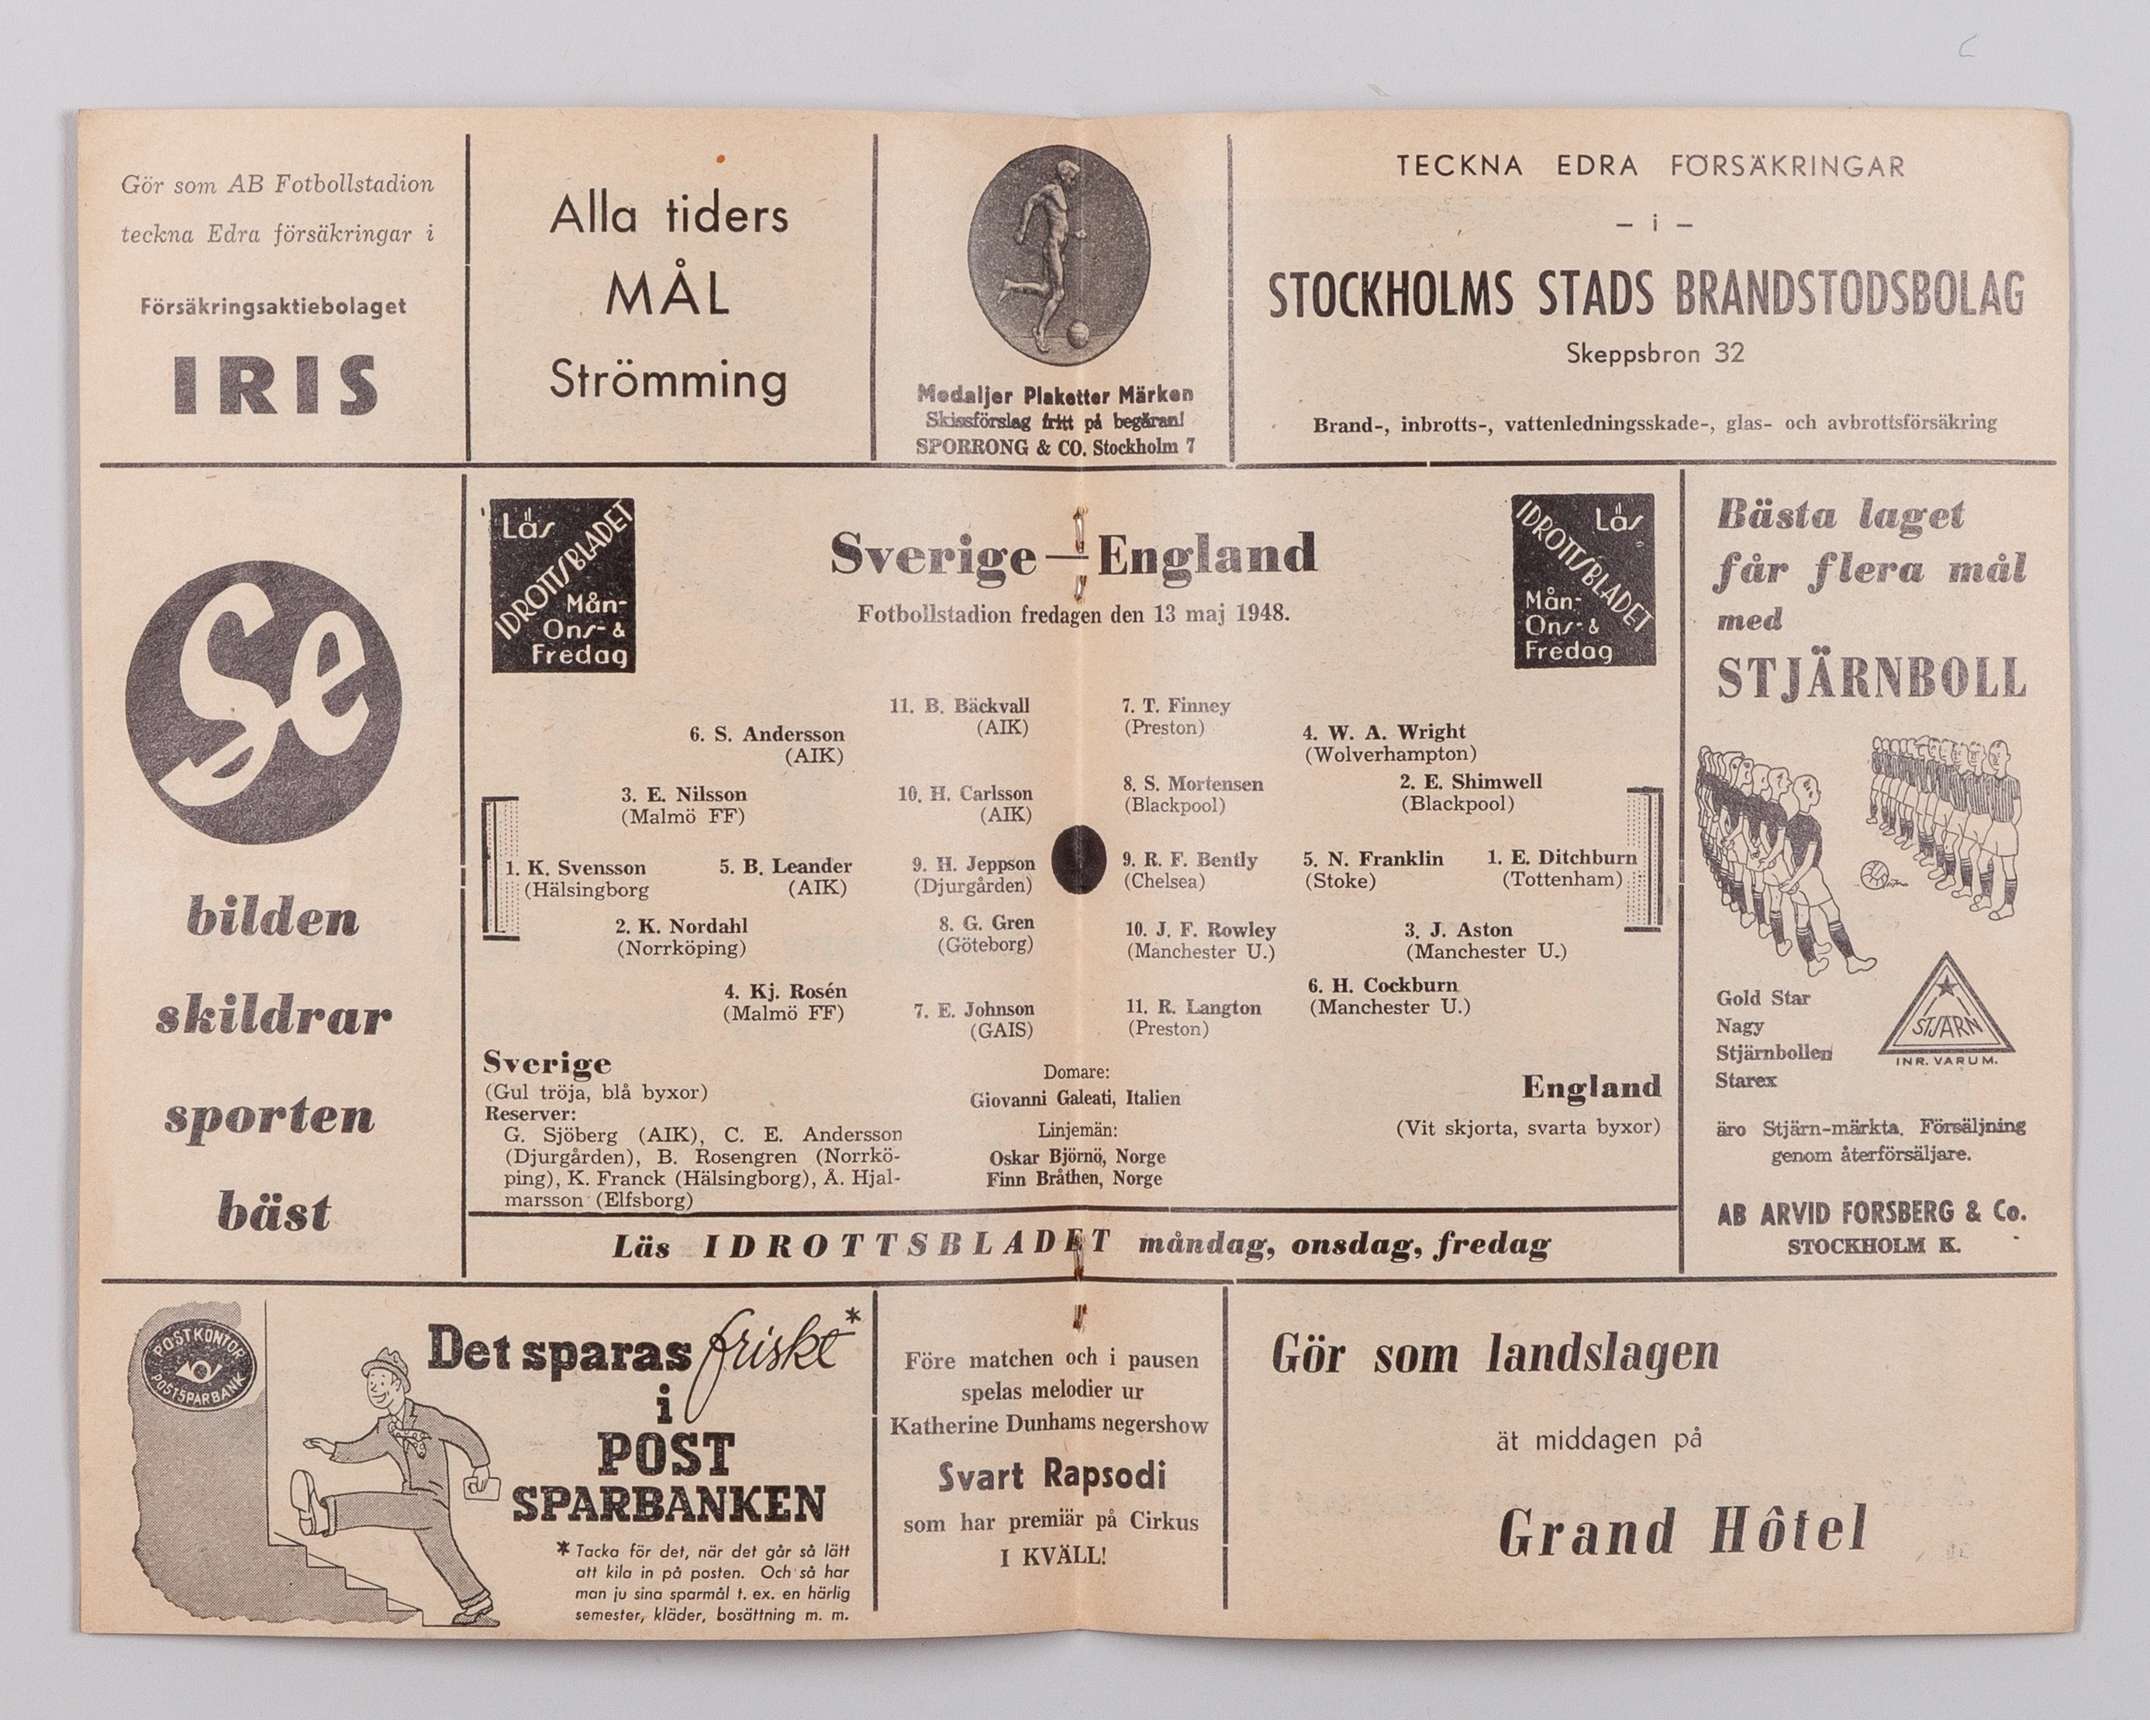 Gör som AB Fotbollstadion
teckna Edra försäkringar i
Försäkringsaktiebolaget
IRIS
Alla tiders
MÅL
Strömming
Medaljer Plaketter Märken
Skissförslag fritt på begäran!
SPORRONG & CO. Stockholm 7
TECKNA EDRA FÖRSÄKRINGAR
– i –
STOCKHOLMS STADS BRANDSTODSBOLAG
Skeppsbron 32
Brand-, inbrotts-, vattenledningsskade-, glas- och avbrottsförsäkring
Se
bilden
skildrar
sporten
bäst
Läs
IDROTTSBLADET
Mån-
Ons- &
Fredag
Sverige—England
Fotbollstadion fredagen den 13 maj 1948.
Läs
IDROTTSBLADET
Mån-
Ons- &
Fredag
11. B. Bäckvall
(AIK)
6. S. Andersson
(AIK)
3. E. Nilsson
(Malmö FF)
10. H. Carlsson
(AIK)
1. K. Svensson
(Hälsingborg
5. B. Leander
(AIK)
9. H. Jeppson
(Djurgården)
2. K. Nordahl
(Norrköping)
8. G. Gren
(Göteborg)
4. Kj. Rosén
(Malmö FF)
7. E. Johnson
(GAIS)
7. T. Finney
(Preston)
4. W. A. Wright
(Wolverhampton)
8. S. Mortensen
(Blackpool)
2. E. Shimwell
(Blackpool)
9. R. F. Bently
(Chelsea)
5. N. Franklin
(Stoke)
1. E. Ditchburn
(Tottenham)
10. J. F. Rowley
(Manchester U.)
3. J. Aston
(Manchester U.)
6. H. Cockburn
(Manchester U.)
11. R. Langton
(Preston)
Sverige
(Gul tröja, blå byxor)
Reserver:
G. Sjöberg (AIK), C. E. Andersson
(Djurgården), B. Rosengren (Norrkö-
ping), K. Franck (Hälsingborg), Å. Hjal-
marsson (Elfsborg)
Domare:
Giovanni Galeati, Italien
Linjemän:
Oskar Björnö, Norge
Finn Bråthen, Norge
England
(Vit skjorta, svarta byxor)
Läs IDROTTSBLADET måndag, onsdag, fredag
Bästa laget
får flera mål
med
STJÄRNBOLL
Gold Star
Nagy
Stjärnbollen
Starex
STJÄRN
INR. VARUM.
äro Stjärn-märkta. Försäljning
genom återförsäljare.
AB ARVID FORSBERG & Co.
STOCKHOLM K.
POSTKONTOR
POSTSPARBANK
Det sparas friskt*
i
POST
SPARBANKEN
* Tacka för det, när det går så lätt
att kila in på posten. Och så har
man ju sina sparmål t. ex. en härlig
semester, kläder, bosättning m. m.
Före matchen och i pausen
spelas melodier ur
Katherine Dunhams negershow
Svart Rapsodi
som har premiär på Cirkus
I KVÄLL!
Gör som landslagen
ät middagen på
Grand Hôtel